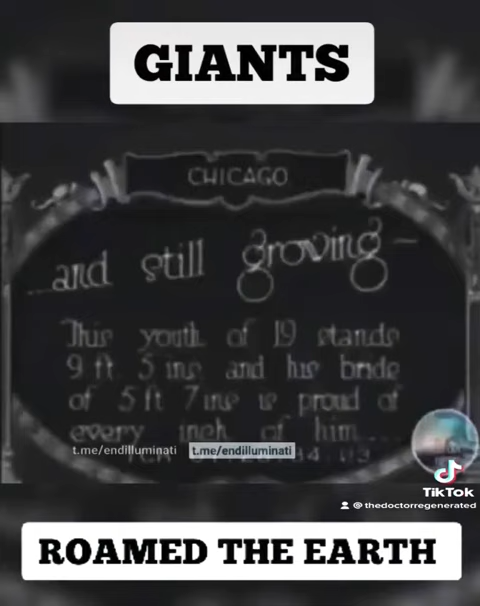 GIANTS
CHICAGO
...and still groving—
This youth of 19 stands
9 ft 5 ins and his bride
of 5 ft 7 ins is proud of
every inch of him....
t.me/endilluminati t.me/endilluminati
TikTok
@thedoctorregenerated
ROAMED THE EARTH